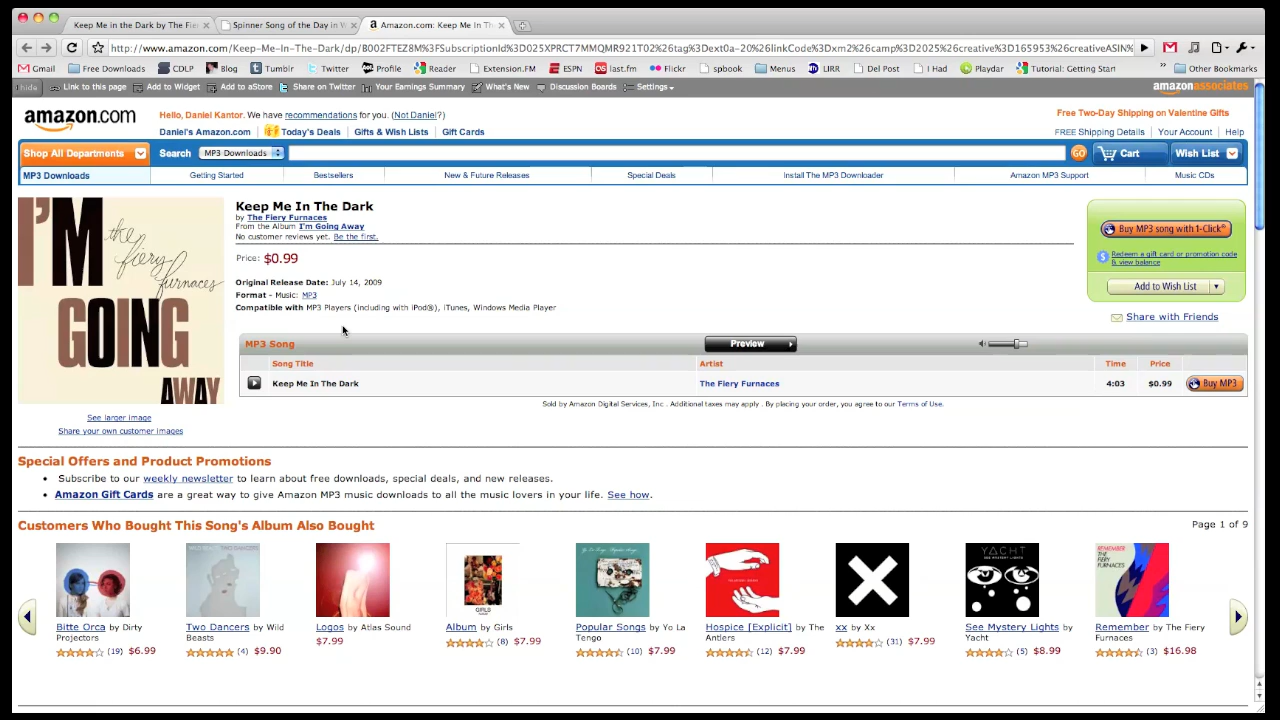 Keep Me in the Dark by The Fie
Spinner Song of the Day in W
Amazon.com: Keep Me In Th
http://www.amazon.com/Keep-Me-In-The-Dark/dp/B002FTEZ8M%3FSubscriptionId%3D025XPRCT7MMQMR921T02%26tag%3Dext0a-20%26linkCode%3Dxm2%26camp%3D2025%26creative%3D165953%26creativeASIN%
Gmail Free Downloads CDLP Blog Tumblr Twitter Profile Reader Extension.FM ESPN last.fm Flickr sppbook Menus LIRR Del Post I Had Playdar Tutorial: Getting Start Other Bookmarks
hide Link to this page Add to Widget Add to aStore Share on Twitter Your Earnings Summary What's New Discussion Boards Settings amazonassociates
amazon.com
Hello, Daniel Kantor. We have recommendations for you. (Not Daniel?)
Free Two-Day Shipping on Valentine Gifts
Daniel's Amazon.com Today's Deals Gifts & Wish Lists Gift Cards
FREE Shipping Details Your Account Help
Shop All Departments Search MP3 Downloads GO Cart Wish List
MP3 Downloads Getting Started Bestsellers New & Future Releases Special Deals Install The MP3 Downloader Amazon MP3 Support Music CDs
I'M the fiery furnaces GOING AWAY
See larger image
Share your own customer images
Keep Me In The Dark
by The Fiery Furnaces
From the Album I'm Going Away
No customer reviews yet. Be the first.
Price: $0.99
Original Release Date: July 14, 2009
Format - Music: MP3
Compatible with MP3 Players (including with iPod®), iTunes, Windows Media Player
Buy MP3 song with 1-Click®
Redeem a gift card or promotion code
& view balance
Add to Wish List
Share with Friends
MP3 Song Preview
Song Title Artist Time Price
Keep Me In The Dark The Fiery Furnaces 4:03 $0.99 Buy MP3
Sold by Amazon Digital Services, Inc . Additional taxes may apply . By placing your order, you agree to our Terms of Use.
Special Offers and Product Promotions
Subscribe to our weekly newsletter to learn about free downloads, special deals, and new releases.
Amazon Gift Cards are a great way to give Amazon MP3 music downloads to all the music lovers in your life. See how.
Customers Who Bought This Song's Album Also Bought
Page 1 of 9
Bitte Orca by Dirty Projectors (19) $6.99
Two Dancers by Wild Beasts (4) $9.90
Logos by Atlas Sound $7.99
GIRLS
Album by Girls (8) $7.99
Popular Songs by Yo La Tengo (10) $7.99
Hospice [Explicit] by The Antlers (12) $7.99
xx by Xx (31) $7.99
YACHT
SEE MYSTERY LIGHTS
See Mystery Lights by Yacht (5) $8.99
REMEMBER
THE FIERY FURNACES
Remember by The Fiery Furnaces (3) $16.98